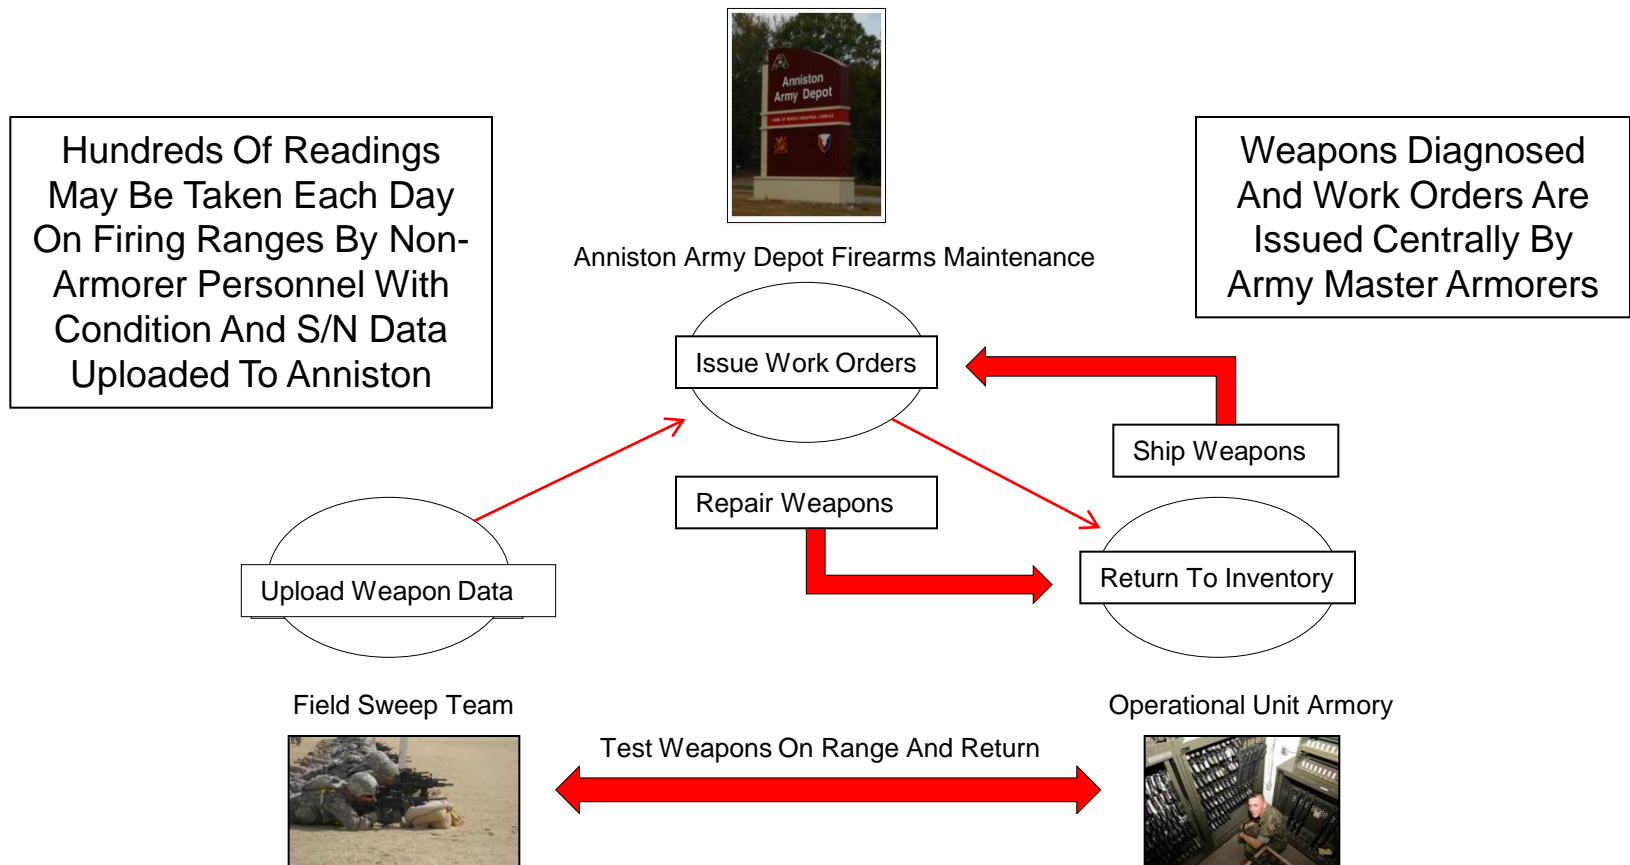 Anniston
Army Depot
Hundreds Of Readings
May Be Taken Each Day
On Firing Ranges By Non-
Armorer Personnel With
Condition And S/N Data
Uploaded To Anniston
Weapons Diagnosed
And Work Orders Are
Issued Centrally By
Army Master Armorers
Anniston Army Depot Firearms Maintenance
Issue Work Orders
Ship Weapons
Repair Weapons
Upload Weapon Data
Return To Inventory
Field Sweep Team
Operational Unit Armory
Test Weapons On Range And Return